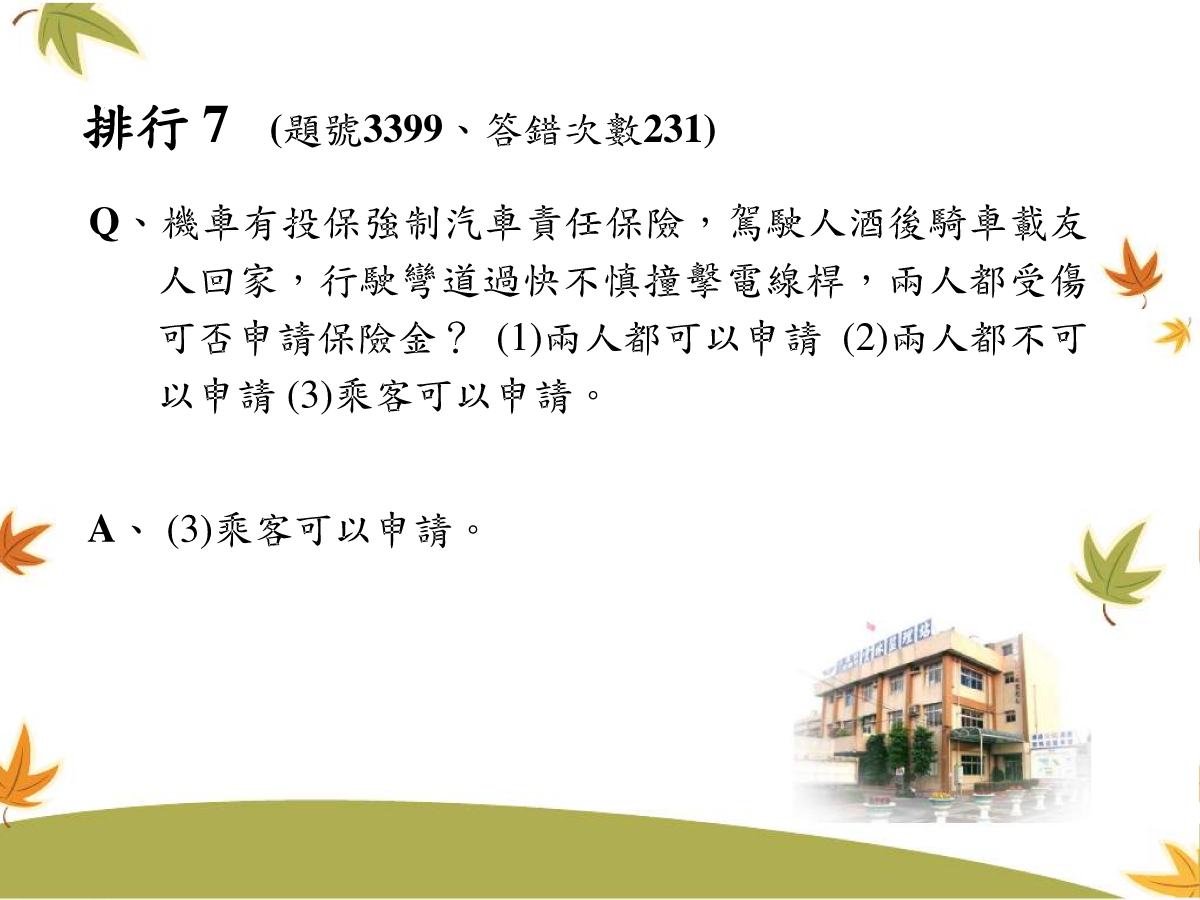 排行 7 (題號3399、答錯次數231)
Q、機車有投保強制汽車責任保險，駕駛人酒後騎車載友
人回家，行駛彎道過快不慎撞擊電線桿，兩人都受傷
可否申請保險金？ (1)兩人都可以申請 (2)兩人都不可
以申請 (3)乘客可以申請。
A、 (3)乘客可以申請。